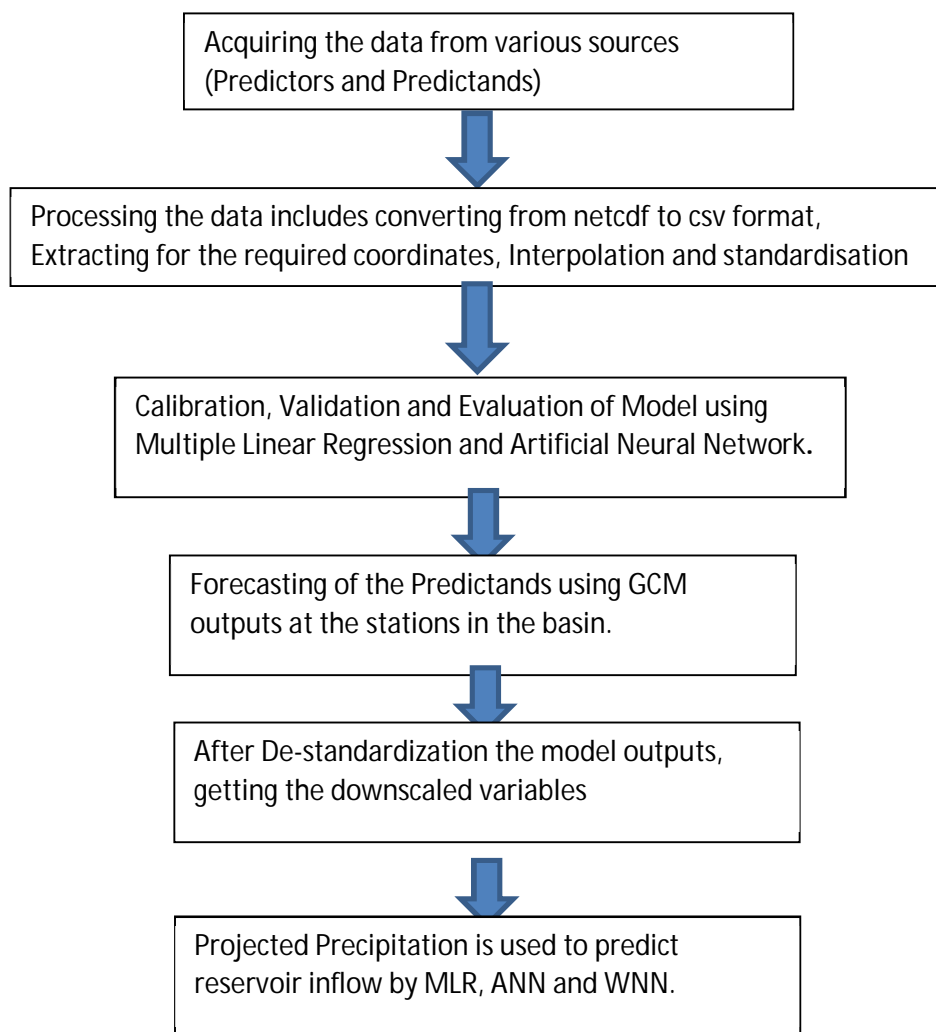 Acquiring the data from various sources
(Predictors and Predictands)
Processing the data includes converting from netcdf to csv format,
Extracting for the required coordinates, Interpolation and standardisation
Calibration, Validation and Evaluation of Model using
Multiple Linear Regression and Artificial Neural Network.
Forecasting of the Predictands using GCM
outputs at the stations in the basin.
After De-standardization the model outputs,
getting the downscaled variables
Projected Precipitation is used to predict
reservoir inflow by MLR, ANN and WNN.